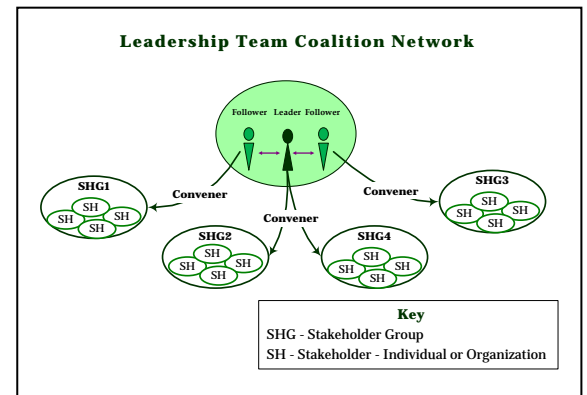 Leadership Team Coalition Network
Follower Leader Follower
SHG1
SH
SH
SH
SH
Convener
SHG2
SH
SH
SH
SH
Convener
SHG4
SH
SH
SH
SH
Convener
SHG3
SH
SH
SH
SH
Key
SHG - Stakeholder Group
SH - Stakeholder - Individual or Organization